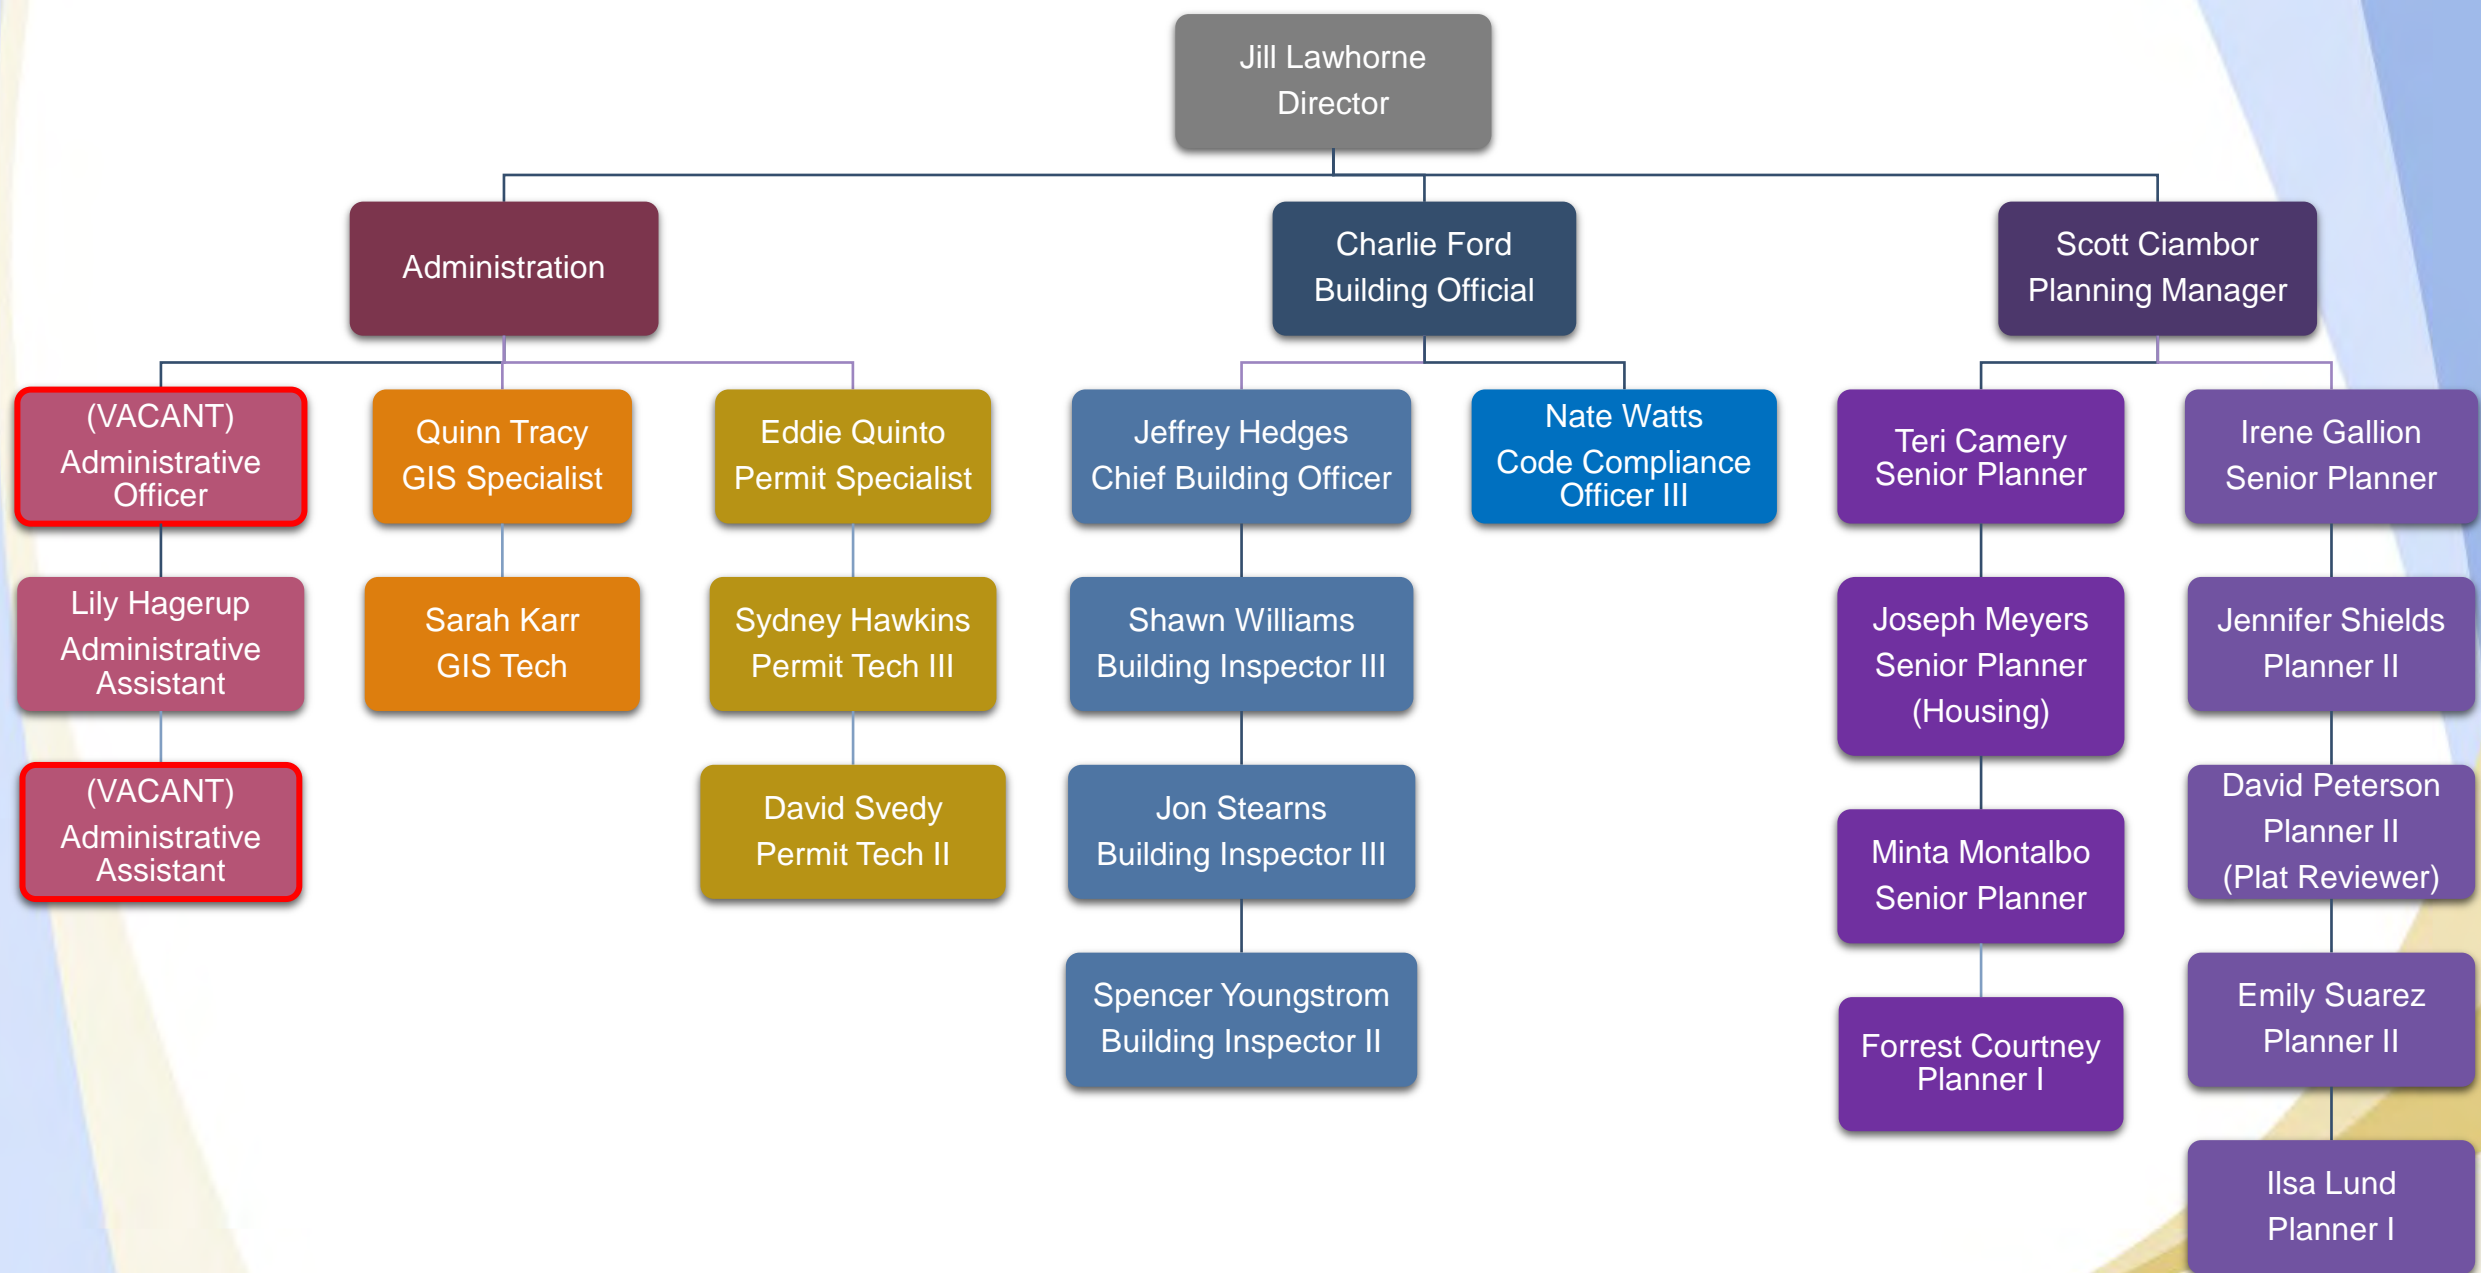 Jill Lawhorne
Director
Administration
Charlie Ford
Building Official
Scott Ciambor
Planning Manager
(VACANT)
Administrative
Officer
Quinn Tracy
GIS Specialist
Eddie Quinto
Permit Specialist
Jeffrey Hedges
Chief Building Officer
Nate Watts
Code Compliance
Officer III
Teri Camery
Senior Planner
Irene Gallion
Senior Planner
Lily Hagerup
Administrative
Assistant
Sarah Karr
GIS Tech
Sydney Hawkins
Permit Tech III
Shawn Williams
Building Inspector III
Joseph Meyers
Senior Planner
(Housing)
Jennifer Shields
Planner II
(VACANT)
Administrative
Assistant
David Svedy
Permit Tech II
Jon Stearns
Building Inspector III
Minta Montalbo
Senior Planner
David Peterson
Planner II
(Plat Reviewer)
Spencer Youngstrom
Building Inspector II
Forrest Courtney
Planner I
Emily Suarez
Planner II
Ilsa Lund
Planner I